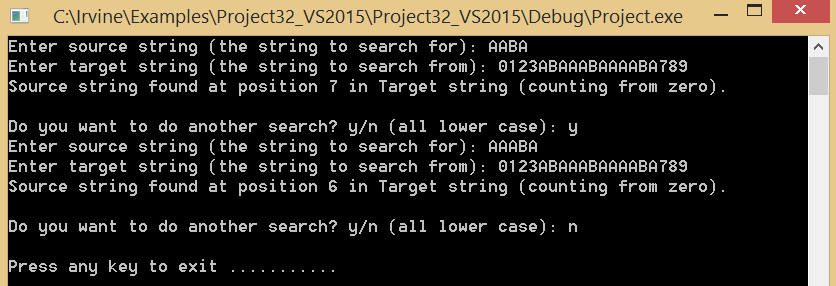 C:\Irvine\Examples\Project32_VS2015\Project32_VS2015\Debug\Project.exe
Enter source string (the string to search for): AABA
Enter target string (the string to search from): 0123ABAAABAAAABA789
Source string found at position 7 in Target string (counting from zero).
Do you want to do another search? y/n (all lower case): y
Enter source string (the string to search for): AAABA
Enter target string (the string to search from): 0123ABAAABAAAABA789
Source string found at position 6 in Target string (counting from zero).
Do you want to do another search? y/n (all lower case): n
Press any key to exit ...........